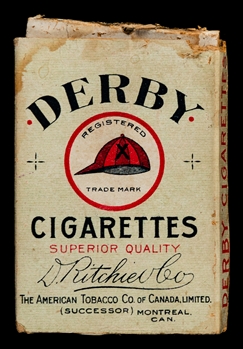 ·DERBY·
REGISTERED
TRADE MARK
CIGARETTES
SUPERIOR QUALITY
D. Ritchie & Co
THE AMERICAN TOBACCO CO. OF CANADA, LIMITED.
(SUCCESSOR) MONTREAL.
CAN.
DERBY CIGARETTES